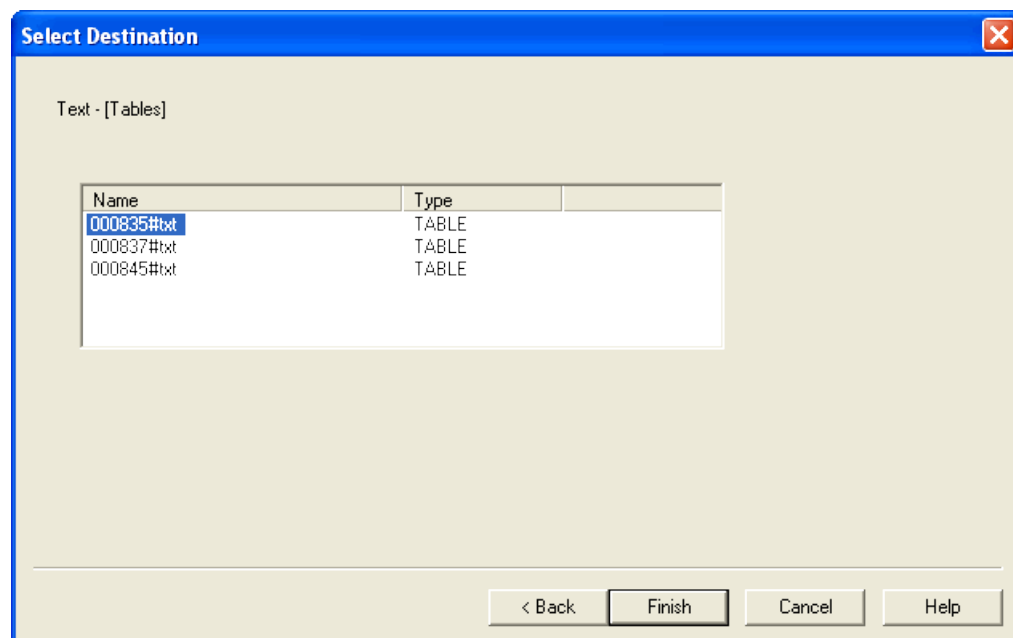 Select Destination
Text - [Tables]
Name Type
000835#txt TABLE
000837#txt TABLE
000845#txt TABLE
< Back Finish Cancel Help